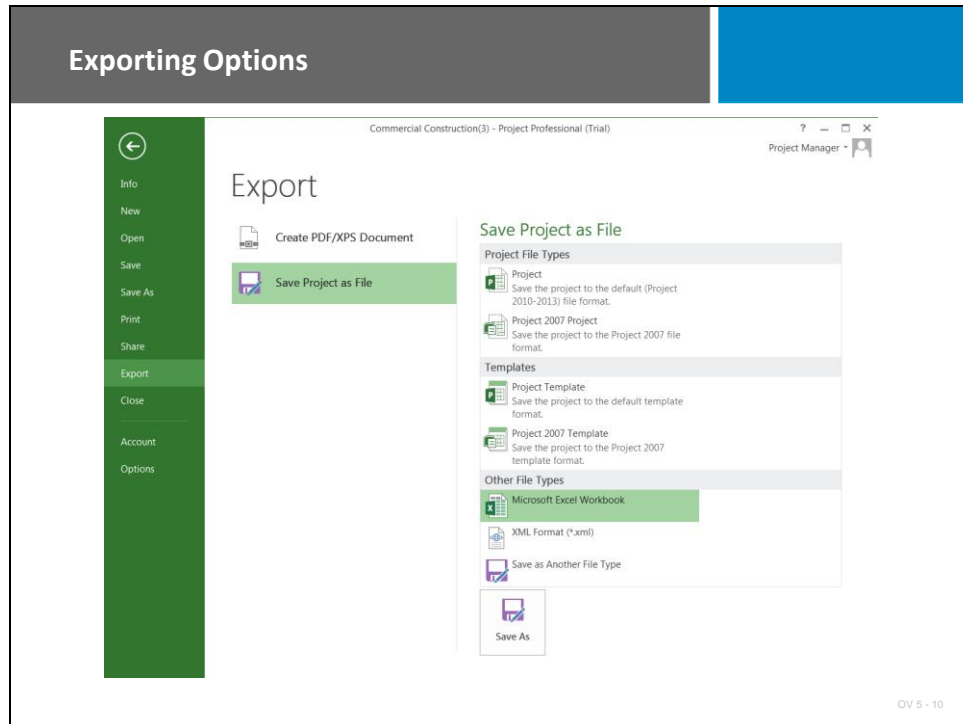 Exporting Options
Commercial Construction(3) - Project Professional (Trial)
?
Project Manager
Info
New
Open
Save
Save As
Print
Share
Export
Close
Account
Options
Export
Create PDF/XPS Document
Save Project as File
Save Project as File
Project File Types
Project
Save the project to the default (Project
2010-2013) file format.
Project 2007 Project
Save the project to the Project 2007 file
format.
Templates
Project Template
Save the project to the default template
format.
Project 2007 Template
Save the project to the Project 2007
template format.
Other File Types
Microsoft Excel Workbook
XML Format (*.xml)
Save as Another File Type
Save As
OV 5 - 10